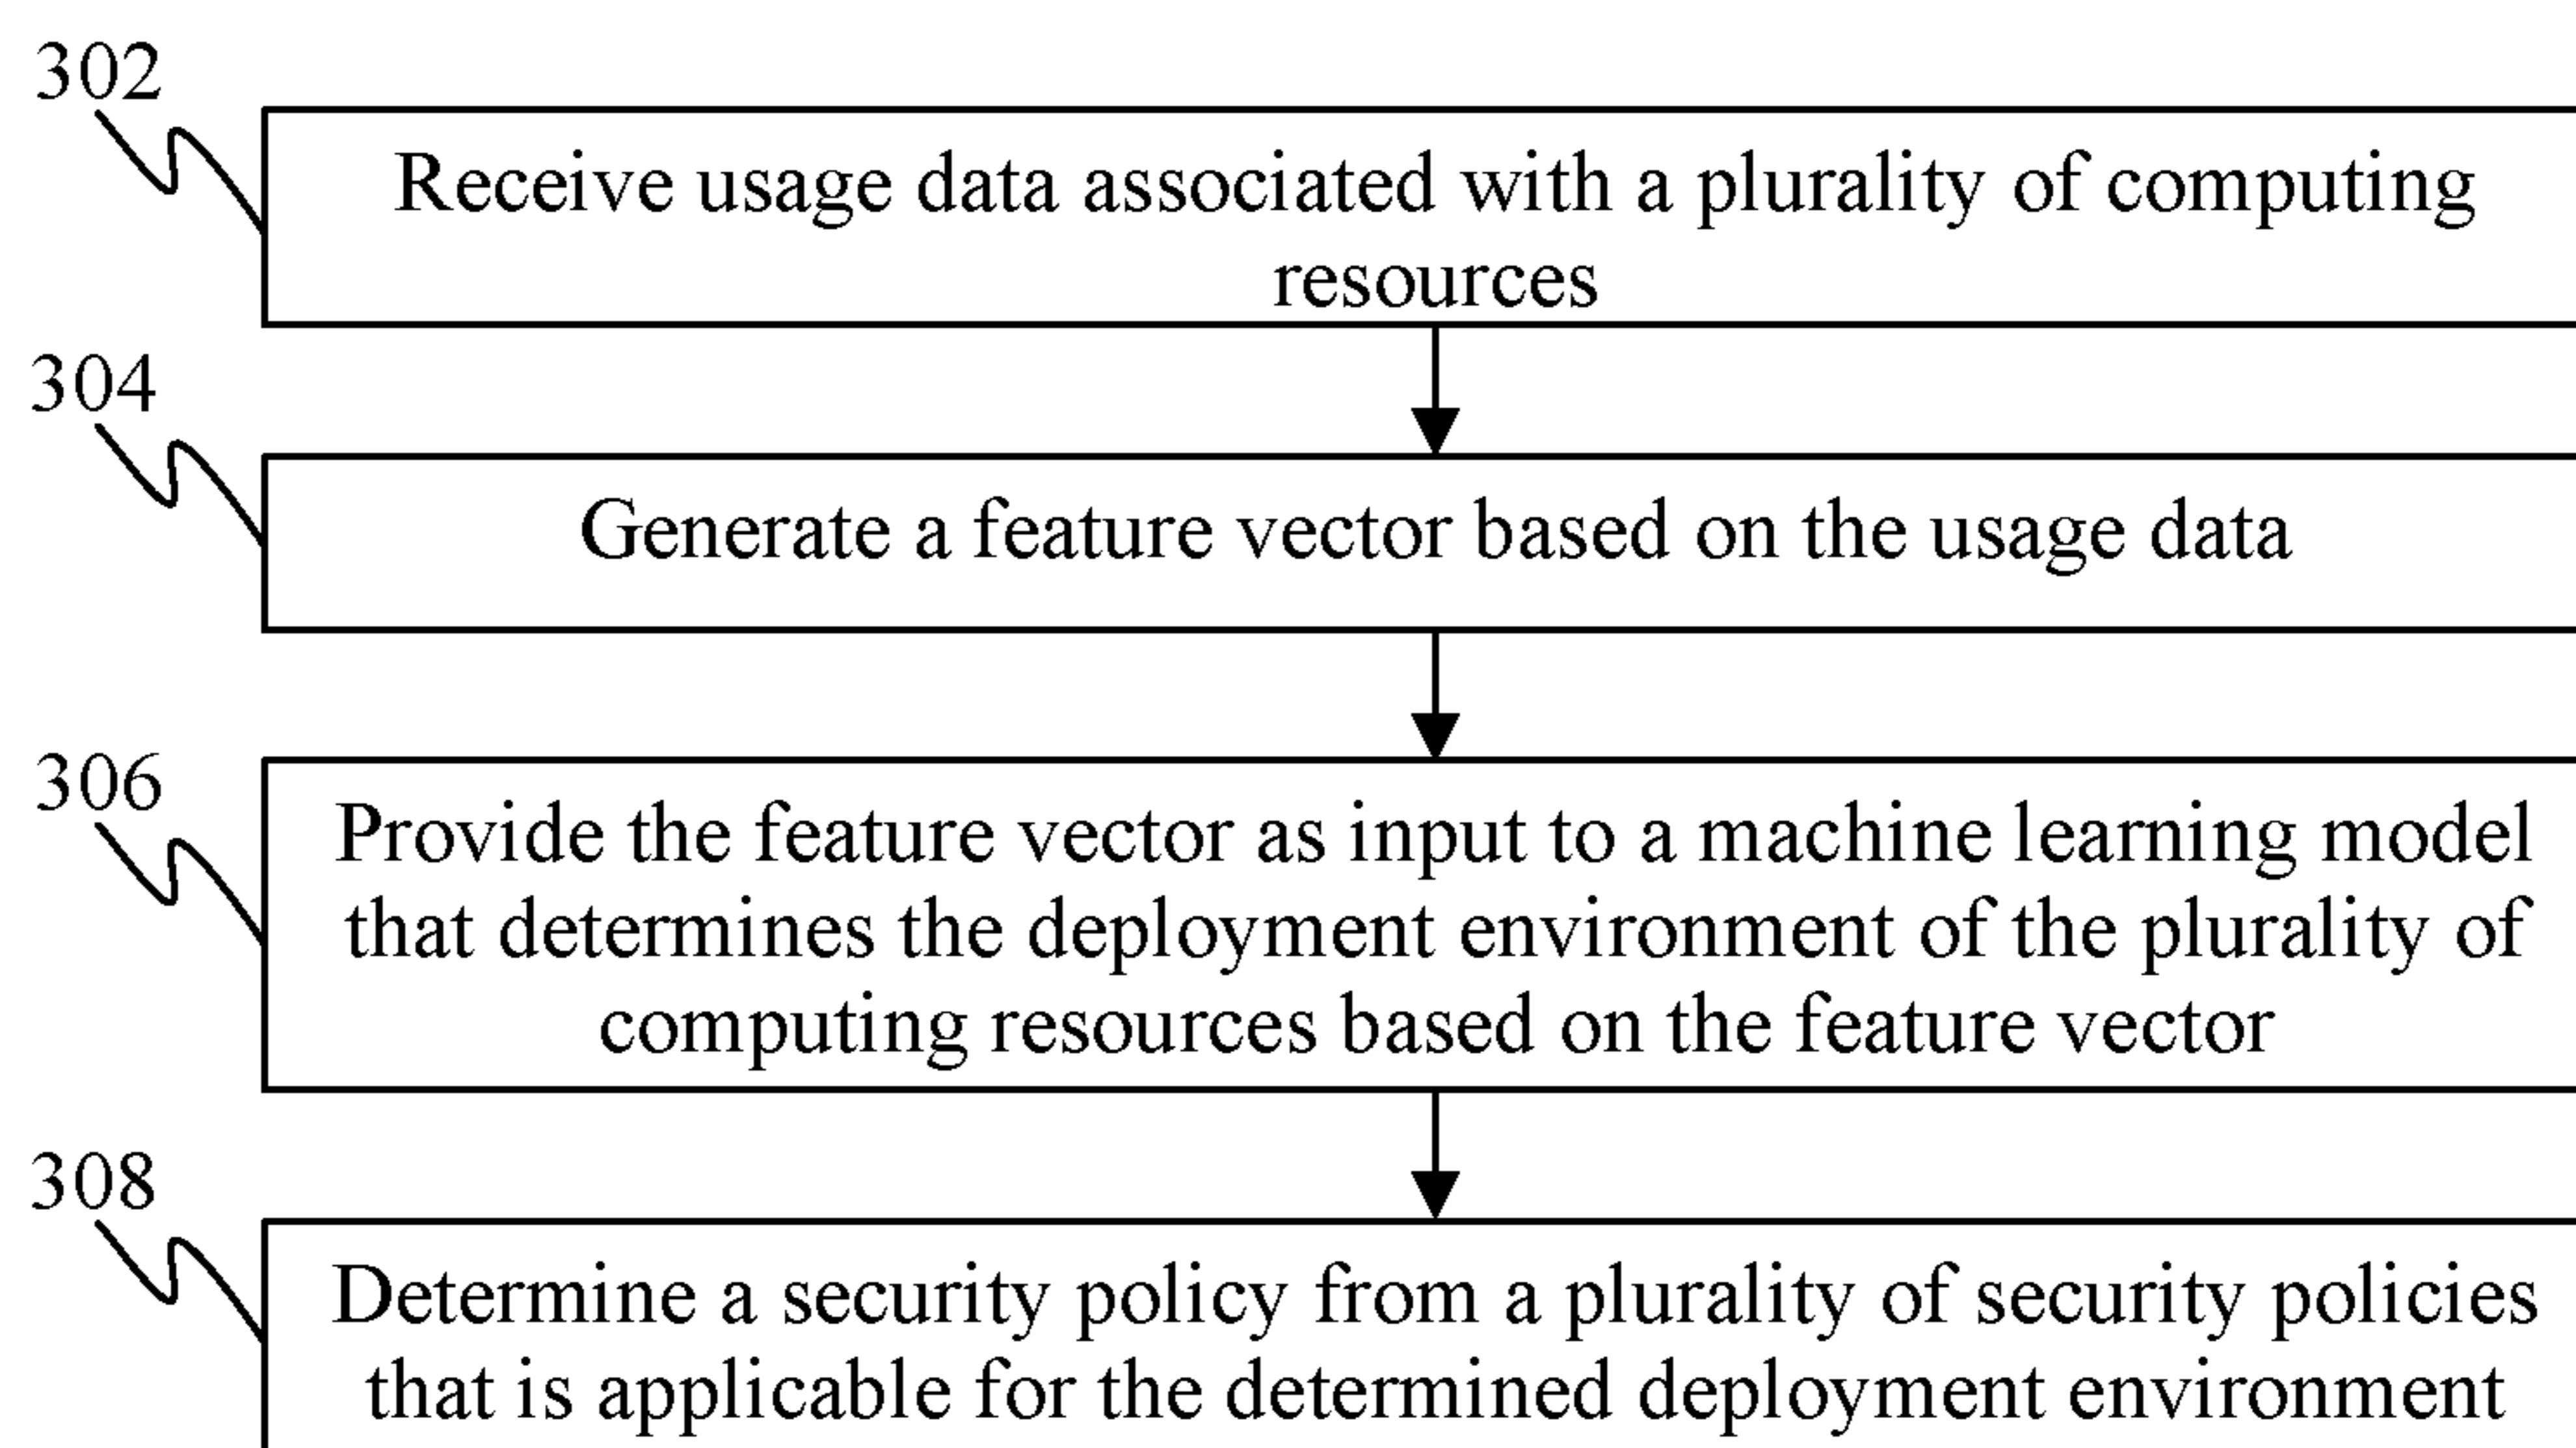 302
Receive usage data associated with a plurality of computing
resources
304
Generate a feature vector based on the usage data
306
Provide the feature vector as input to a machine learning model
that determines the deployment environment of the plurality of
computing resources based on the feature vector
308
Determine a security policy from a plurality of security policies
that is applicable for the determined deployment environment